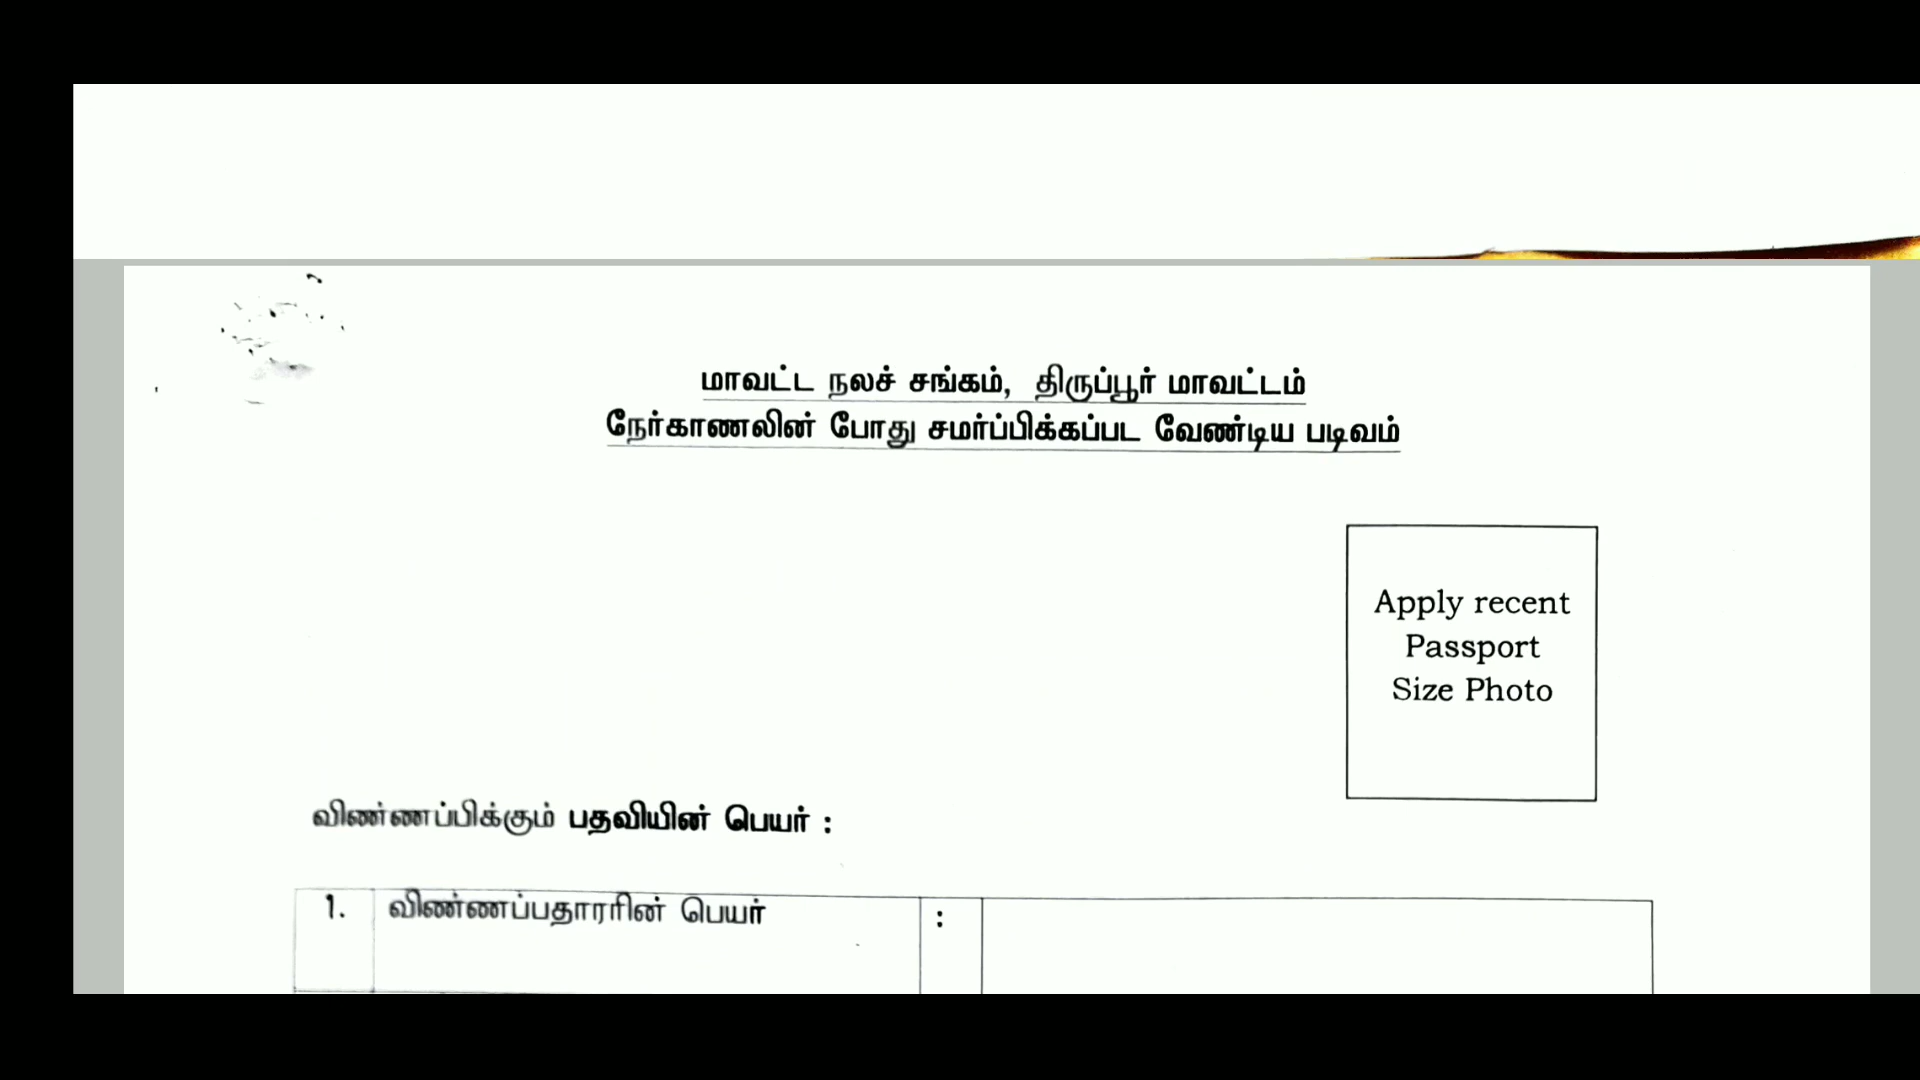 மாவட்ட நலச் சங்கம், திருப்பூர் மாவட்டம்
நேர்காணலின் போது சமர்ப்பிக்கப்பட வேண்டிய படிவம்
Apply recent
Passport
Size Photo
விண்ணப்பிக்கும் பதவியின் பெயர் :
1. விண்ணப்பதாரரின் பெயர் :